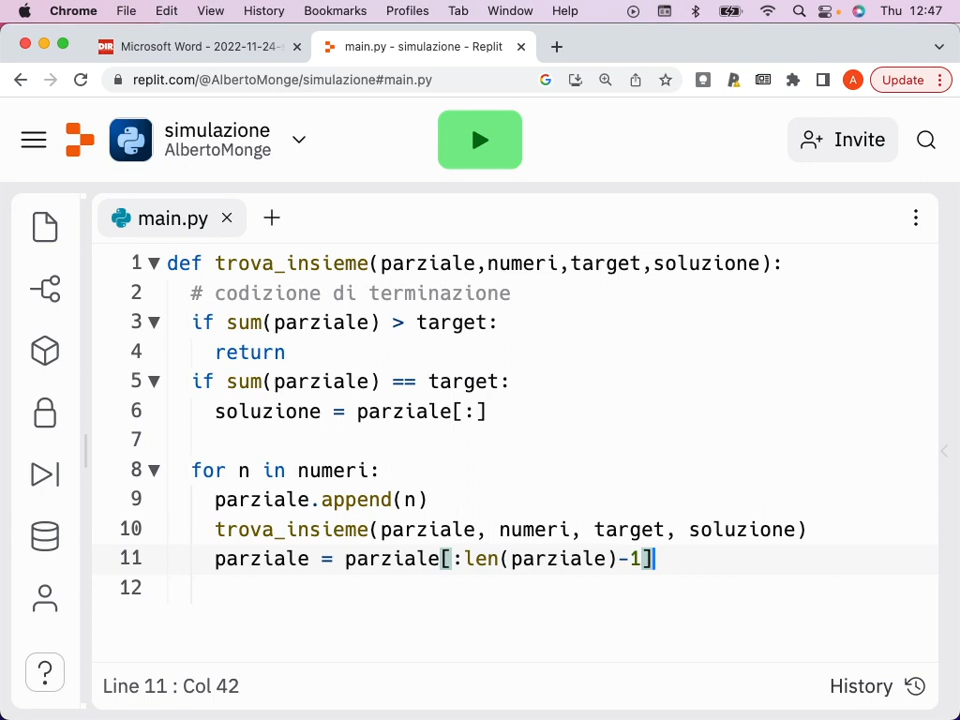 Chrome File Edit View History Bookmarks Profiles Tab Window Help Thu 12:47
DIR Microsoft Word - 2022-11-24- main.py - simulazione - Replit
replit.com/@AlbertoMonge/simulazione#main.py A Update
simulazione
AlbertoMonge
Invite
main.py
1 def trova_insieme(parziale,numeri,target,soluzione):
2 # codizione di terminazione
3 if sum(parziale) > target:
4 return
5 if sum(parziale) == target:
6 soluzione = parziale[:]
7
8 for n in numeri:
9 parziale.append(n)
10 trova_insieme(parziale, numeri, target, soluzione)
11 parziale = parziale[:len(parziale)-1]
12
?
Line 11 : Col 42
History